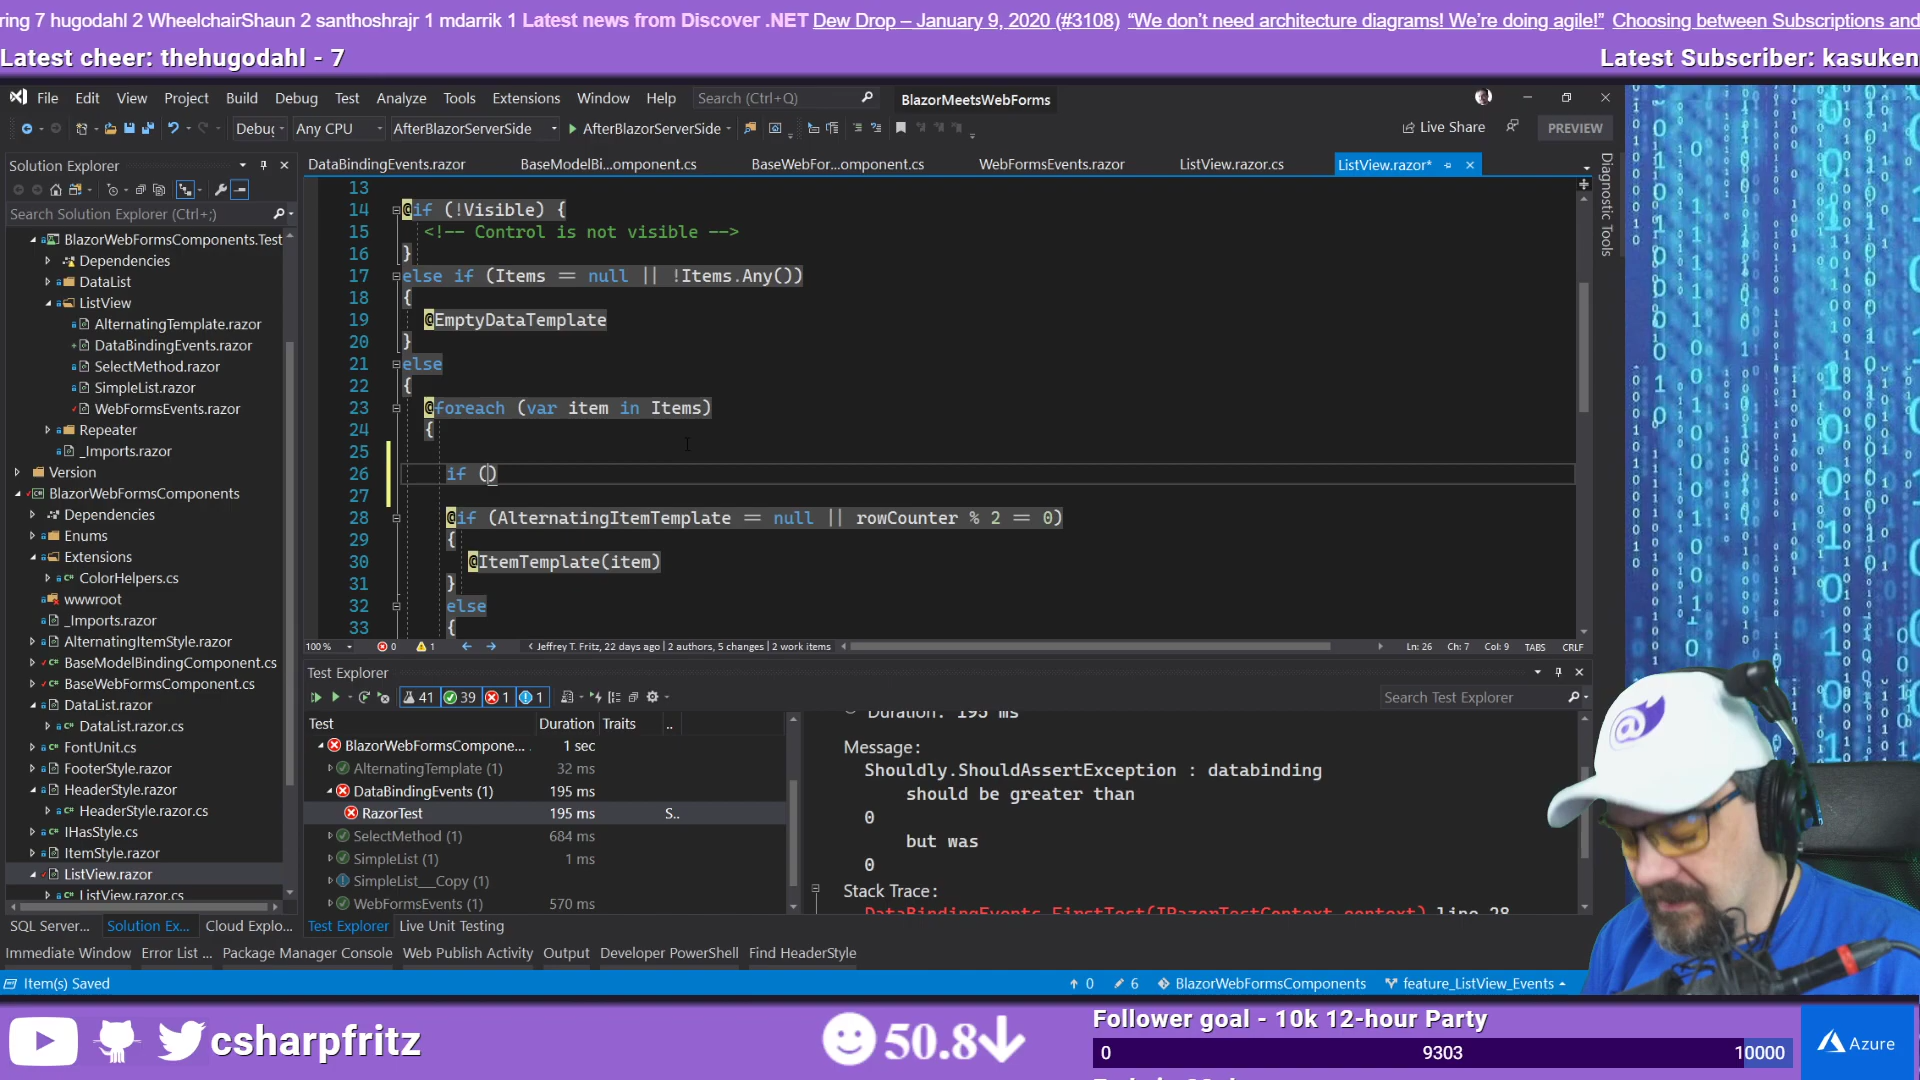 ring 7 hugodahl 2 WheelchairShaun 2 santhoshrajr 1 mdarrik 1 Latest news from Discover .NET Dew Drop – January 9, 2020 (#3108) “We don’t need architecture diagrams! We’re doing agile!” Choosing between Subscriptions and
Latest cheer: thehugodahl - 7
Latest Subscriber: kasuken
File Edit View Project Build Debug Test Analyze Tools Extensions Window Help Search (Ctrl+Q) BlazorMeetsWebForms
Debug Any CPU AfterBlazorServerSide AfterBlazorServerSide Live Share PREVIEW
Solution Explorer
Search Solution Explorer (Ctrl+;)
BlazorWebFormsComponents.Test
Dependencies
DataList
ListView
AlternatingTemplate.razor
DataBindingEvents.razor
SelectMethod.razor
SimpleList.razor
WebFormsEvents.razor
Repeater
_Imports.razor
Version
BlazorWebFormsComponents
Dependencies
Enums
Extensions
ColorHelpers.cs
wwwroot
_Imports.razor
AlternatingItemStyle.razor
BaseModelBindingComponent.cs
BaseWebFormsComponent.cs
DataList.razor
DataList.razor.cs
FontUnit.cs
FooterStyle.razor
HeaderStyle.razor
HeaderStyle.razor.cs
IHasStyle.cs
ItemStyle.razor
ListView.razor
ListView.razor.cs
SQL Server... Solution Ex... Cloud Explo...
DataBindingEvents.razor BaseModelBi...omponent.cs BaseWebFor...omponent.cs WebFormsEvents.razor ListView.razor.cs ListView.razor*
Diagnostic Tools
13
14 @if (!Visible) {
15 <!-- Control is not visible -->
16 }
17 else if (Items == null || !Items.Any())
18 {
19 @EmptyDataTemplate
20 }
21 else
22 {
23 @foreach (var item in Items)
24 {
25
26 if ()
27
28 @if (AlternatingItemTemplate == null || rowCounter % 2 == 0)
29 {
30 @ItemTemplate(item)
31 }
32 else
33 {
100 % 0 1 Jeffrey T. Fritz, 22 days ago | 2 authors, 5 changes | 2 work items Ln: 26 Ch: 7 Col: 9 TABS CRLF
Test Explorer
41 39 1 1 Search Test Explorer
Test Duration Traits ..
BlazorWebFormsCompone... 1 sec
AlternatingTemplate (1) 32 ms
DataBindingEvents (1) 195 ms
RazorTest 195 ms S..
SelectMethod (1) 684 ms
SimpleList (1) 1 ms
SimpleList__Copy (1)
WebFormsEvents (1) 570 ms
Duration: 195 ms
Message:
Shouldly.ShouldAssertException : databinding
should be greater than
0
but was
0
Stack Trace:
DataBindingEvents.FirstTest(IRazorTestContext context) line 28
Test Explorer Live Unit Testing
Immediate Window Error List ... Package Manager Console Web Publish Activity Output Developer PowerShell Find HeaderStyle
Item(s) Saved 0 6 BlazorWebFormsComponents feature_ListView_Events
csharpfritz
50.8
Follower goal - 10k 12-hour Party
0 9303 10000
Azure